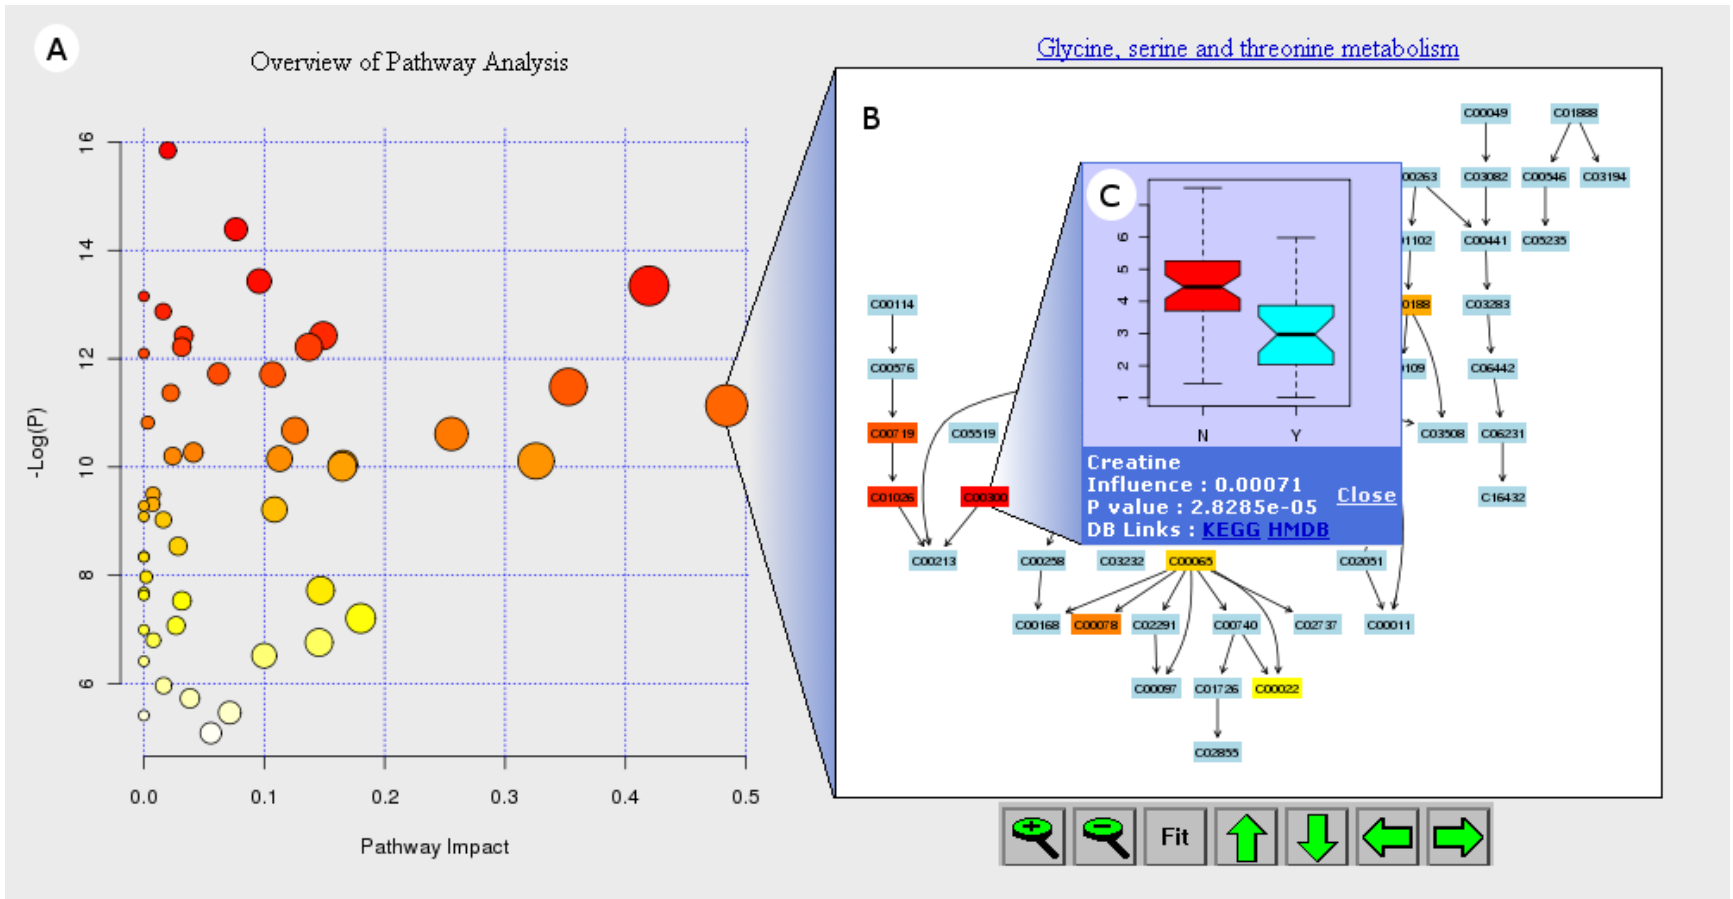 A
Overview of Pathway Analysis
-Log(P)
16
14
12
10
8
6
0.0 0.1 0.2 0.3 0.4 0.5
Pathway Impact
Glycine, serine and threonine metabolism
B
C00049 C01888
00263 C03082 C00546 C03194
1102 C00441 C05235
C00114 0188 C03283
C00576 0109 C06442
C00719 C05519 C03508 C06231
C01026 C00300 C16432
C00213 C00258 C03232 C00065 C02051
C00168 C00078 C02291 C00740 C02737 C00011
C00097 C01726 C00022
C02855
C
6
5
4
3
2
1
N Y
Creatine
Influence : 0.00071
P value : 2.8285e-05
Close
DB Links : KEGG HMDB
Fit